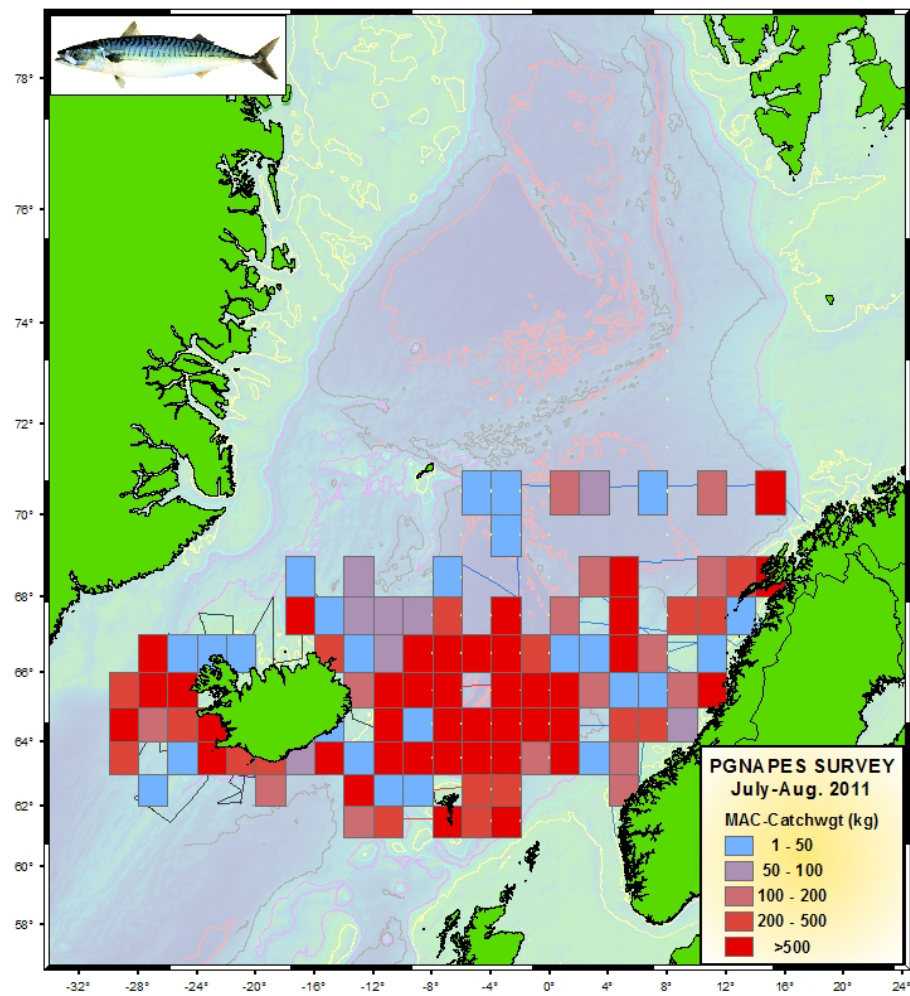 78°
76°
74°
72°
70°
68°
66°
64°
62°
60°
58°
PGNAPES SURVEY
July-Aug. 2011
MAC-Catchwgt (kg)
1 - 50
50 - 100
100 - 200
200 - 500
>500
-32° -28° -24° -20° -16° -12° -8° -4° 0° 4° 8° 12° 16° 20° 24°